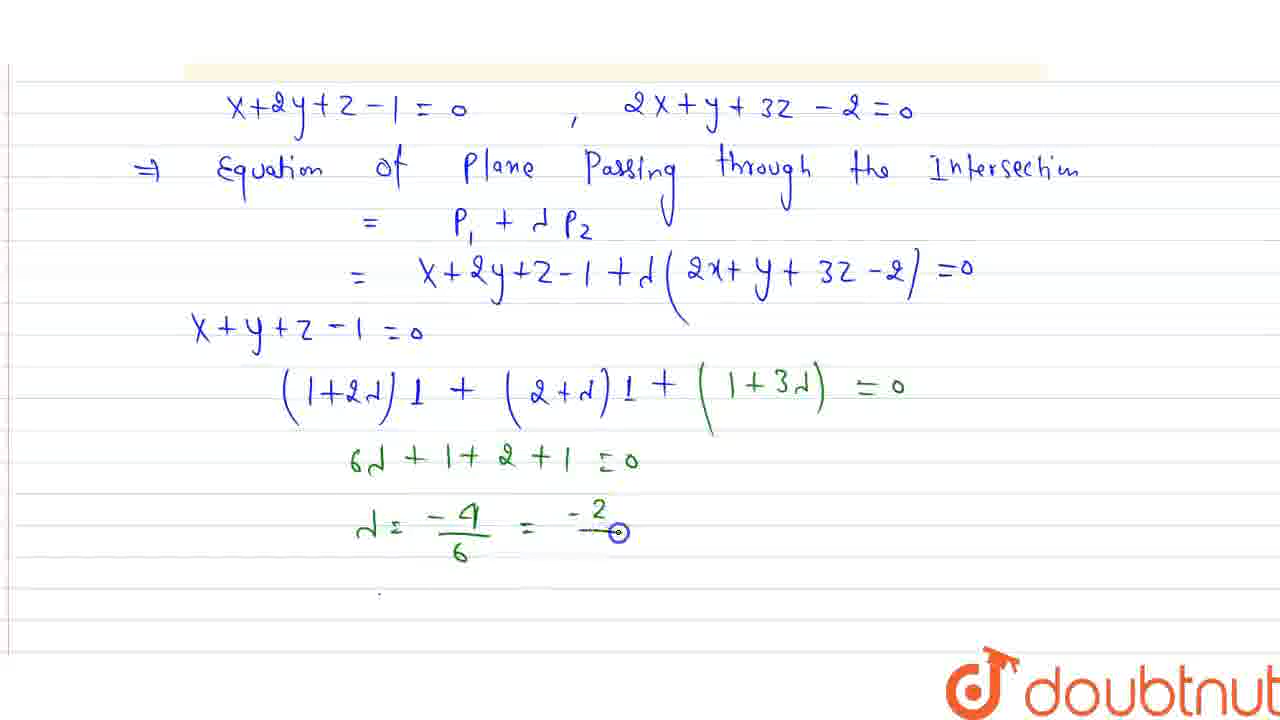 x+2y+z-1=0 , 2x+y+3z-2=0
⇒ Equation of Plane Passing through the Intersection
= P₁ + λ P₂
= x+2y+z-1+λ(2x+y+3z-2)=0
x+y+z-1=0
(1+2λ)1 + (2+λ)1 + (1+3λ) = 0
6λ+1+2+1=0
λ = -4/6 = -2/
doubtnut